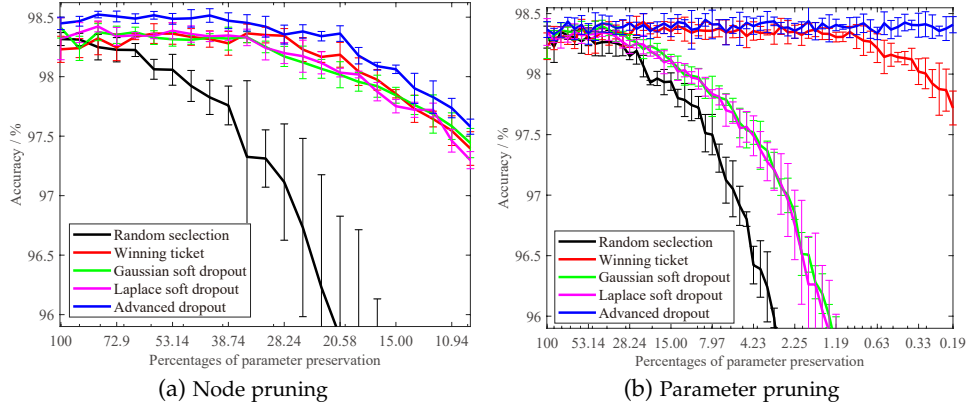 98.5
98
97.5
97
96.5
96
Accuracy / %
Random seclection
Winning ticket
Gaussian soft dropout
Laplace soft dropout
Advanced dropout
100 72.9 53.14 38.74 28.24 20.58 15.00 10.94
Percentages of parameter preservation
(a) Node pruning
98.5
98
97.5
97
96.5
96
Accuracy / %
Random seclection
Winning ticket
Gaussian soft dropout
Laplace soft dropout
Advanced dropout
100 53.14 28.24 15.00 7.97 4.23 2.25 1.19 0.63 0.33 0.19
Percentages of parameter preservation
(b) Parameter pruning